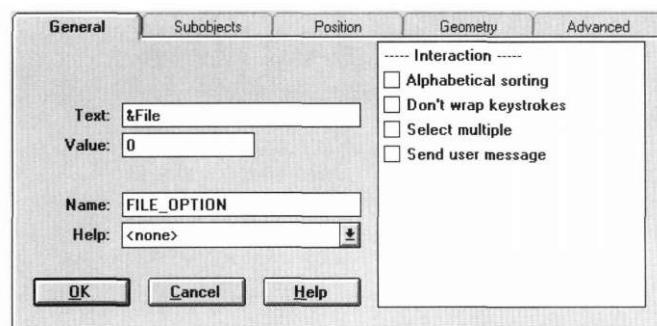 General Subobjects Position Geometry Advanced
Text: &File
Value: 0
Name: FILE_OPTION
Help: <none>
OK Cancel Help
----- Interaction -----
Alphabetical sorting
Don't wrap keystrokes
Select multiple
Send user message